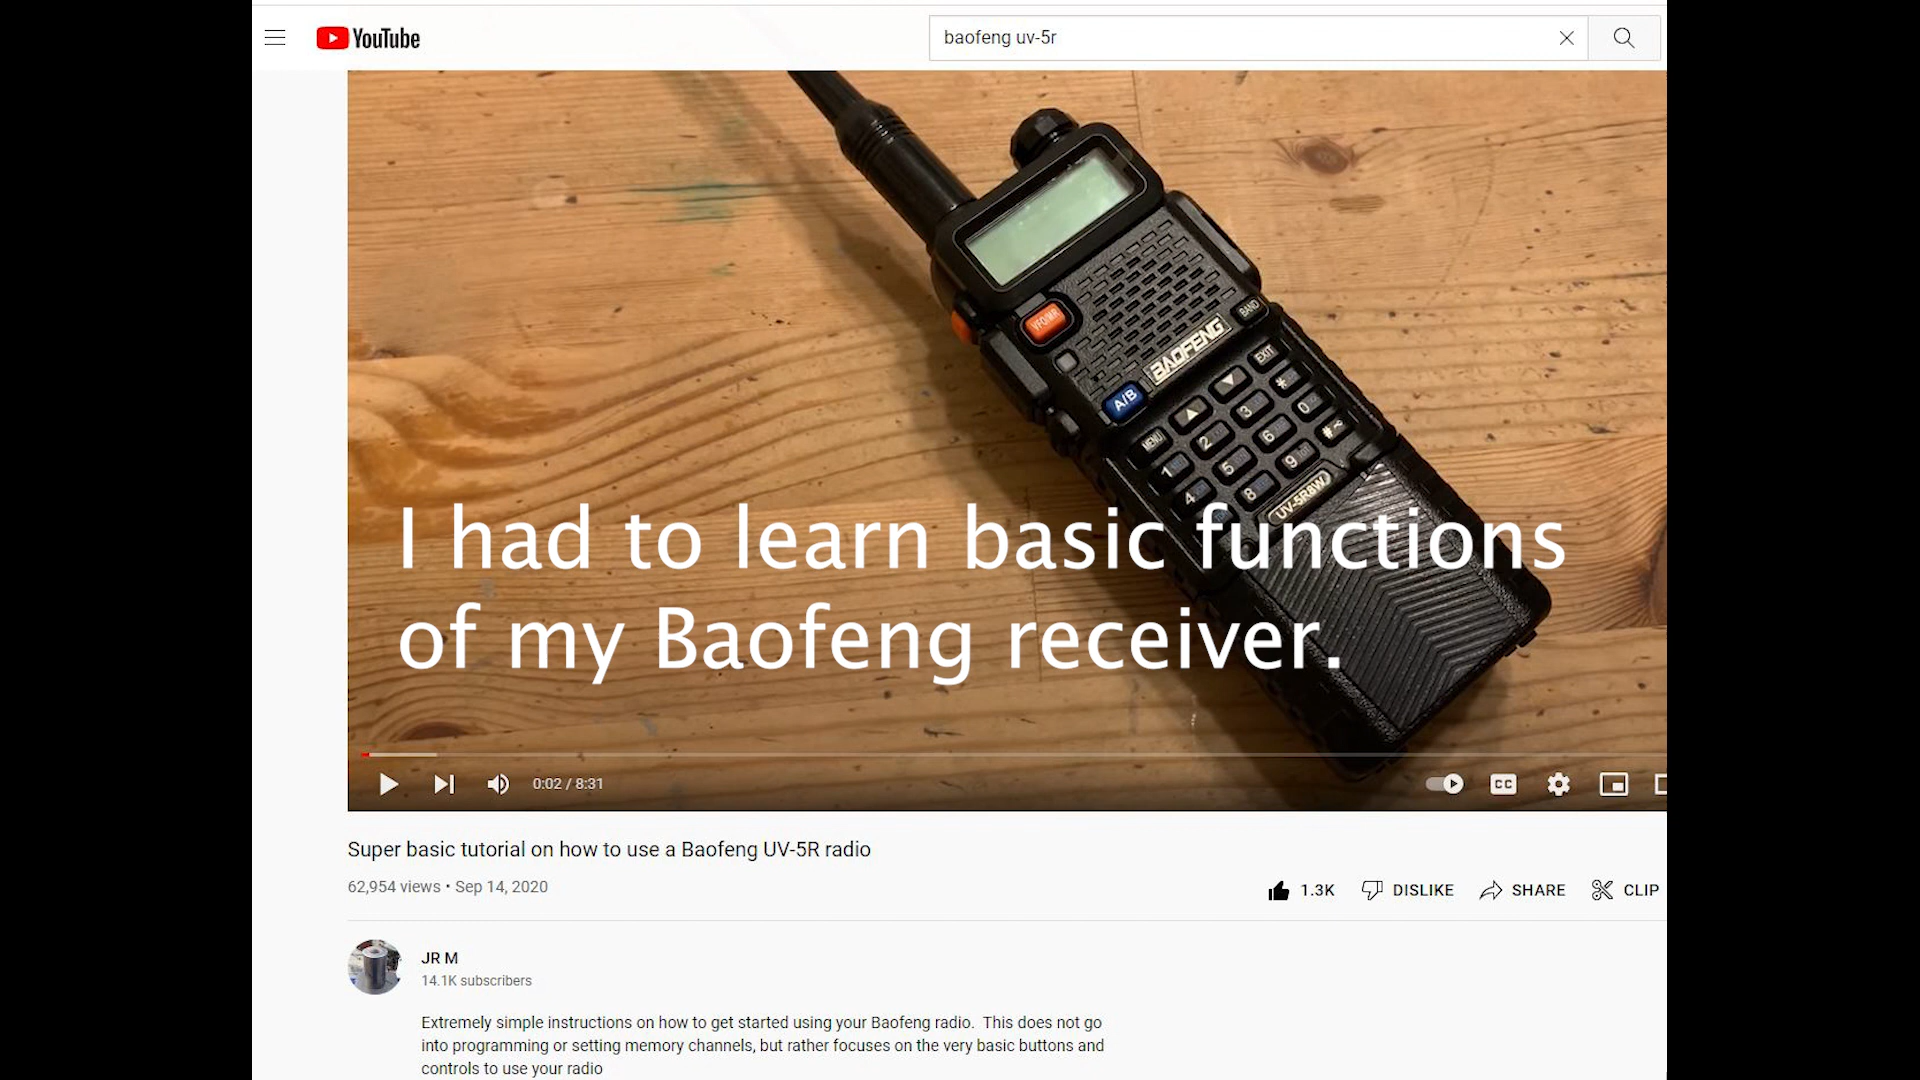 YouTube
baofeng uv-5r
VFO/MR
BAND
BAOFENG
EXIT
A/B
MENU
3
*
0
2
6
#
1
5
9
4
8
UV-5R8W
I had to learn basic functions
of my Baofeng receiver.
0:02 / 8:31
CC
Super basic tutorial on how to use a Baofeng UV-5R radio
62,954 views • Sep 14, 2020
1.3K DISLIKE SHARE CLIP
JR M
14.1K subscribers
Extremely simple instructions on how to get started using your Baofeng radio. This does not go
into programming or setting memory channels, but rather focuses on the very basic buttons and
controls to use your radio